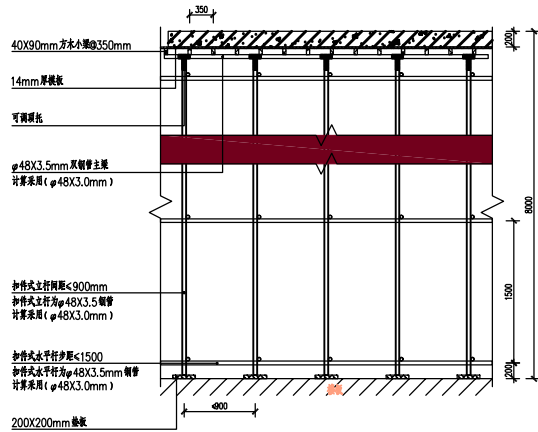 350
40X90mm方木小梁@350mm
200
14mm厚模板
可调顶托
φ48X3.5mm双钢管主梁
计算采用(φ48X3.0mm)
8000
扣件式立杆间距≤900mm
扣件式立杆为φ48X3.5钢管
计算采用(φ48X3.0mm)
1500
扣件式水平杆步距≤1500
扣件式水平杆为φ48X3.5mm钢管
计算采用(φ48X3.0mm)
200
≤900
200X200mm垫板